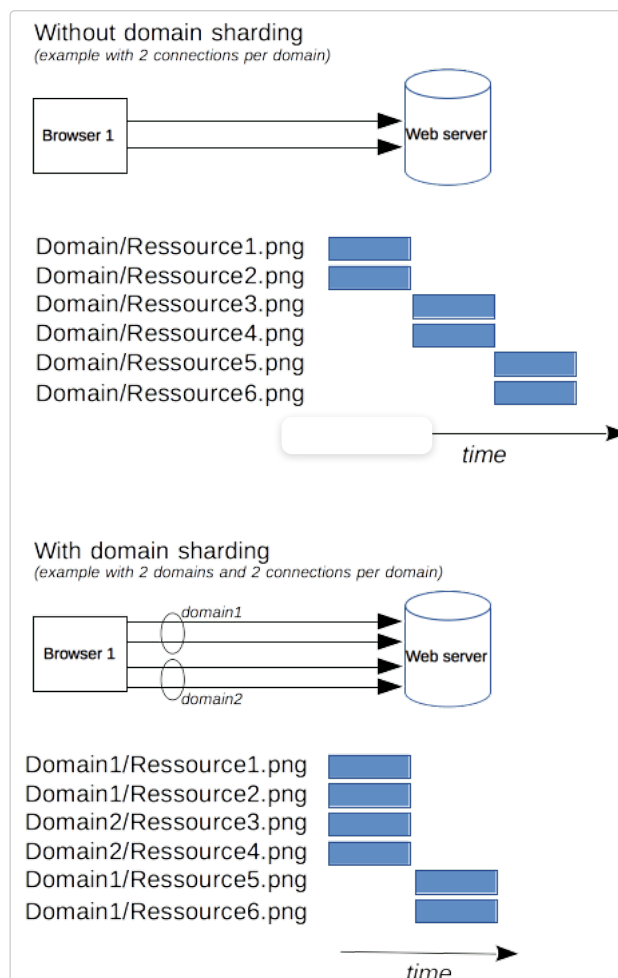 Without domain sharding
(example with 2 connections per domain)
Browser 1
Web server
Domain/Ressource1.png
Domain/Ressource2.png
Domain/Ressource3.png
Domain/Ressource4.png
Domain/Ressource5.png
Domain/Ressource6.png
time
With domain sharding
(example with 2 domains and 2 connections per domain)
domain1
Browser 1
Web server
domain2
Domain1/Ressource1.png
Domain1/Ressource2.png
Domain2/Ressource3.png
Domain2/Ressource4.png
Domain1/Ressource5.png
Domain1/Ressource6.png
time